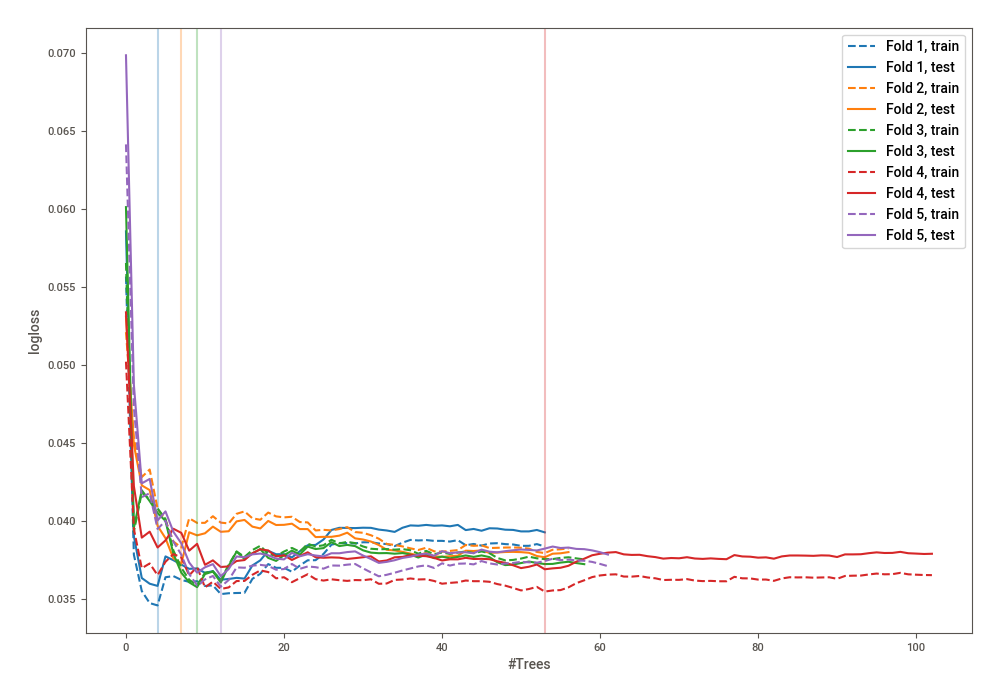 0.070
0.065
0.060
0.055
0.050
0.045
0.040
0.035
logloss
0
20
40
60
80
100
#Trees
Fold 1, train
Fold 1, test
Fold 2, train
Fold 2, test
Fold 3, train
Fold 3, test
Fold 4, train
Fold 4, test
Fold 5, train
Fold 5, test